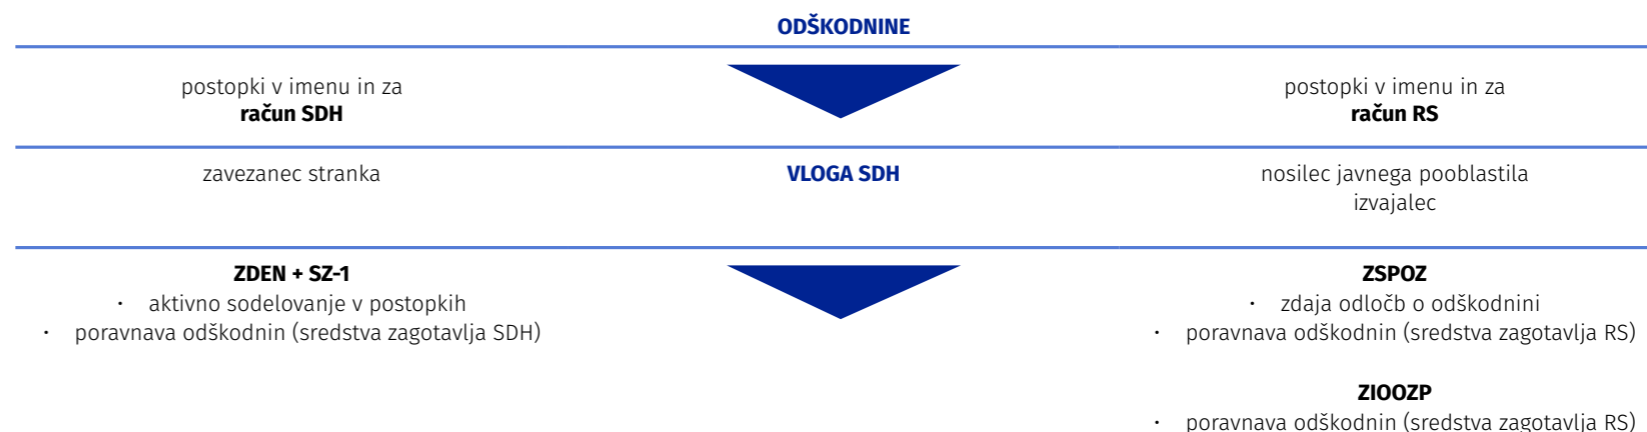 ODŠKODNINE
postopki v imenu in za
račun SDH
postopki v imenu in za
račun RS
zavezanec stranka
VLOGA SDH
nosilec javnega pooblastila
izvajalec
ZDEN + SZ-1
· aktivno sodelovanje v postopkih
· poravnava odškodnin (sredstva zagotavlja SDH)
ZSPOZ
· zdaja odločb o odškodnini
· poravnava odškodnin (sredstva zagotavlja RS)
ZIOOZP
· poravnava odškodnin (sredstva zagotavlja RS)